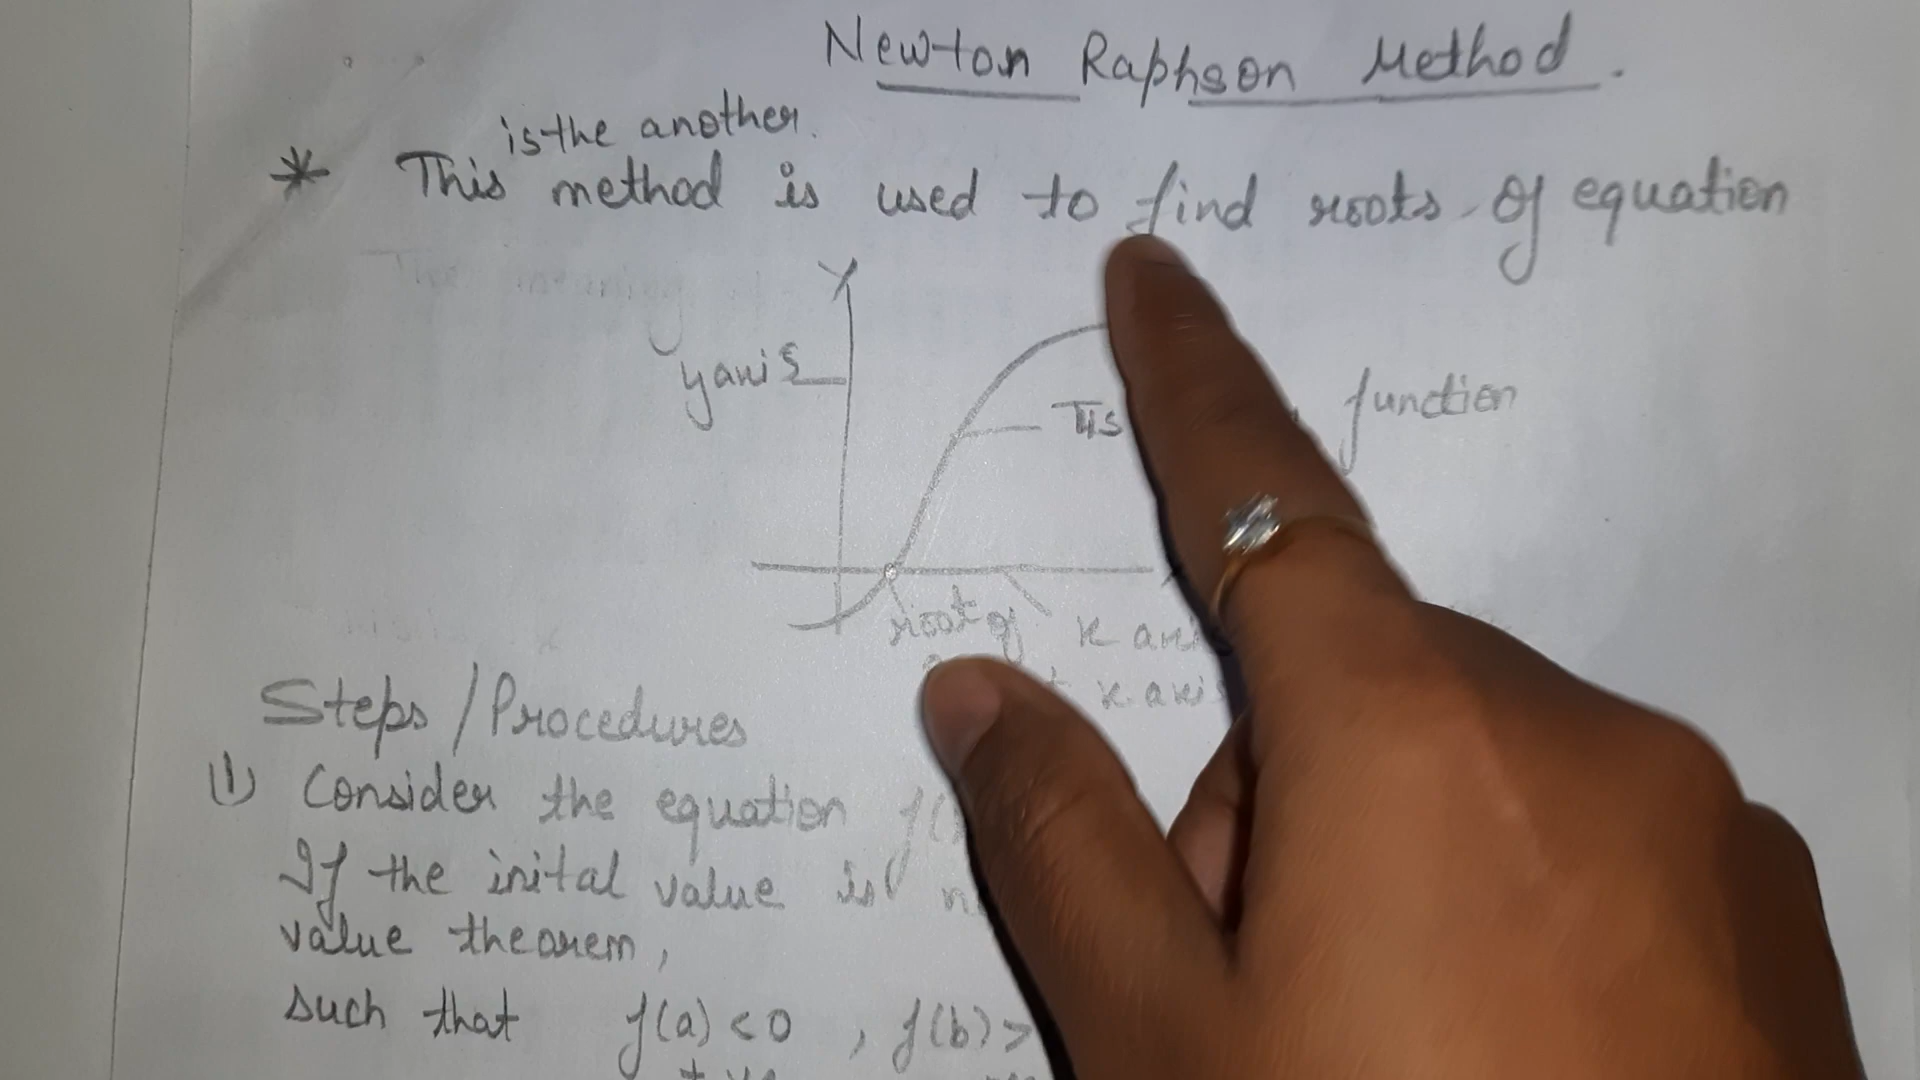 Newton Raphson Method.
is the another.
* This method is used to find roots of equation
Y
y axis
function
root of
x axis
Steps / Procedures
(1) Consider the equation
If the inital value is
value theorem,
such that f(a) < 0 , f(b) >